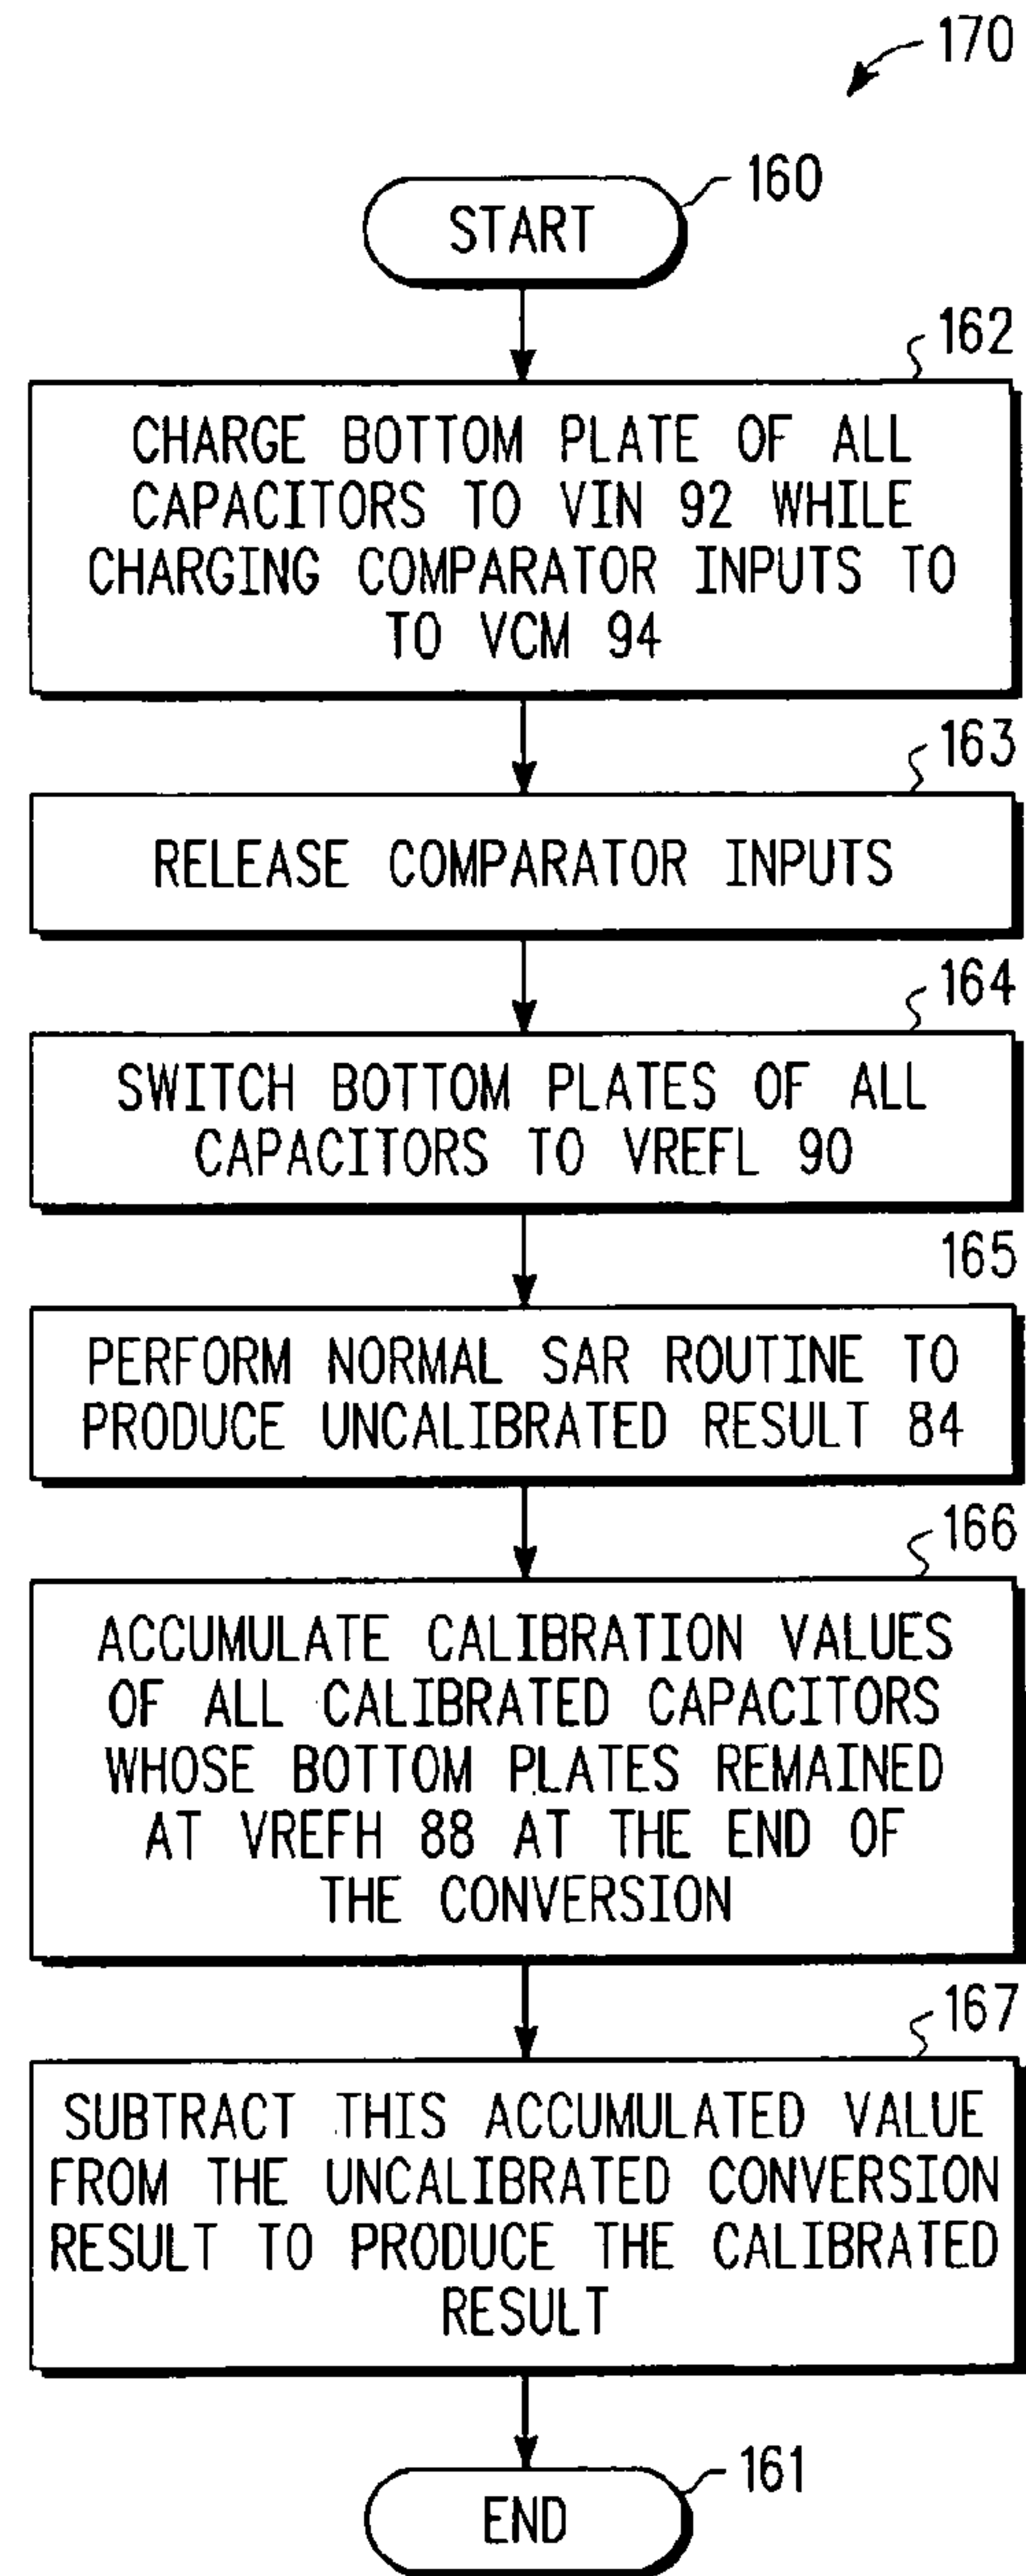 170
160
START
162
CHARGE BOTTOM PLATE OF ALL
CAPACITORS TO VIN 92 WHILE
CHARGING COMPARATOR INPUTS TO
TO VCM 94
163
RELEASE COMPARATOR INPUTS
164
SWITCH BOTTOM PLATES OF ALL
CAPACITORS TO VREFL 90
165
PERFORM NORMAL SAR ROUTINE TO
PRODUCE UNCALIBRATED RESULT 84
166
ACCUMULATE CALIBRATION VALUES
OF ALL CALIBRATED CAPACITORS
WHOSE BOTTOM PLATES REMAINED
AT VREFH 88 AT THE END OF
THE CONVERSION
167
SUBTRACT THIS ACCUMULATED VALUE
FROM THE UNCALIBRATED CONVERSION
RESULT TO PRODUCE THE CALIBRATED
RESULT
161
END